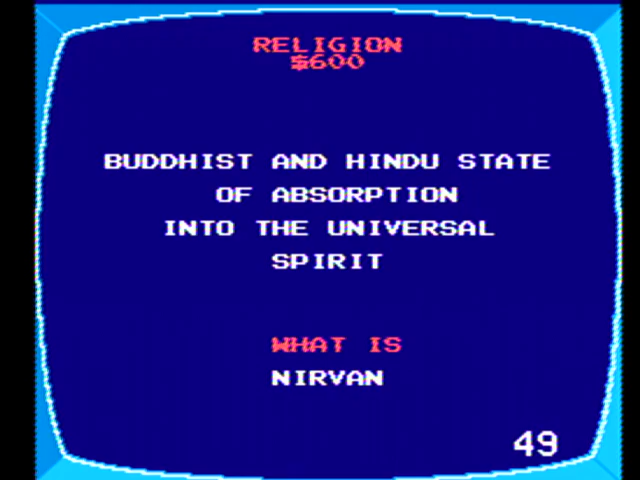 RELIGION
$600
BUDDHIST AND HINDU STATE
OF ABSORPTION
INTO THE UNIVERSAL
SPIRIT
WHAT IS
NIRVAN
49